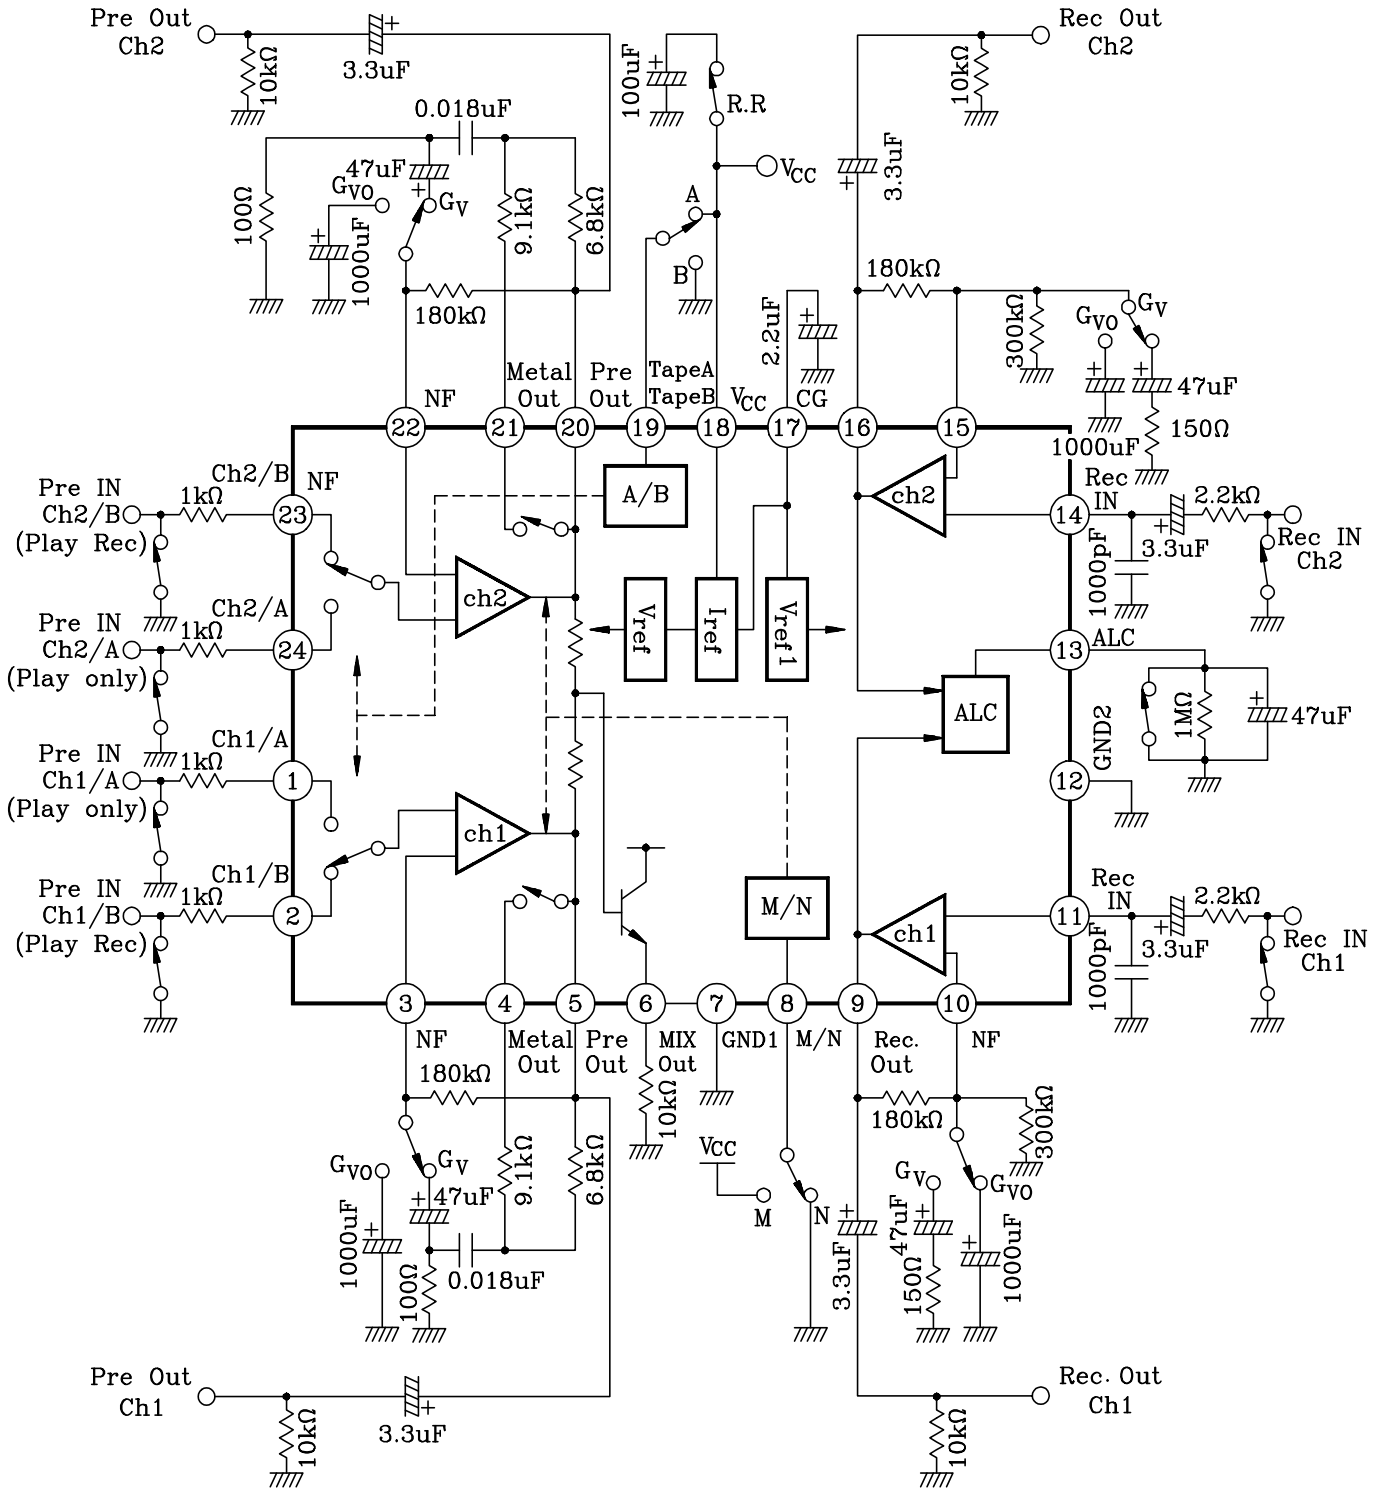 Pre Out
Ch2
3.3uF
10kΩ
100uF
R.R
Rec Out
Ch2
10kΩ
3.3uF
0.018uF
47uF
GVO
GV
100Ω
1000uF
9.1kΩ
6.8kΩ
180kΩ
VCC
A
B
2.2uF
180kΩ
300kΩ
GVO
GV
47uF
1000uF
150Ω
NF
Metal
Out
Pre
Out
TapeA
TapeB
VCC
CG
22
21
20
19
18
17
16
15
Pre IN
Ch2/B
(Play Rec)
1kΩ
Ch2/B
NF
23
A/B
ch2
Rec
IN
14
2.2kΩ
3.3uF
1000pF
Rec IN
Ch2
Pre IN
Ch2/A
(Play only)
1kΩ
Ch2/A
24
ch2
Vref
Iref
Vref1
13
ALC
ALC
1MΩ
47uF
GND2
12
Pre IN
Ch1/A
(Play only)
1kΩ
Ch1/A
1
ch1
Pre IN
Ch1/B
(Play Rec)
1kΩ
Ch1/B
2
M/N
ch1
Rec
IN
11
2.2kΩ
3.3uF
1000pF
Rec IN
Ch1
3
4
5
6
7
8
9
10
NF
Metal
Out
Pre
Out
MIX
Out
GND1
M/N
Rec.
Out
NF
180kΩ
10kΩ
180kΩ
300kΩ
GVO
GV
47uF
1000uF
100Ω
0.018uF
9.1kΩ
6.8kΩ
VCC
M
N
3.3uF
GV
GVO
47uF
150Ω
1000uF
Pre Out
Ch1
10kΩ
3.3uF
Rec. Out
Ch1
10kΩ